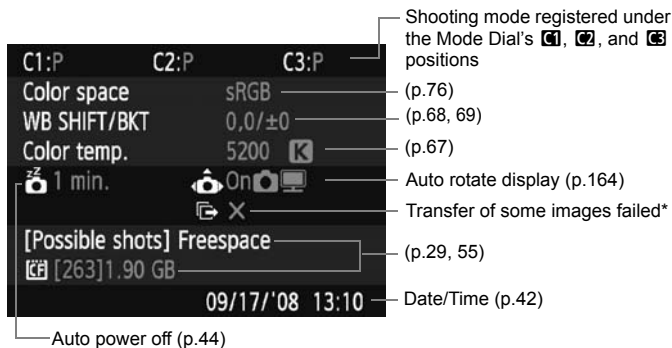 Shooting mode registered under
the Mode Dial's C1, C2, and C3
positions
C1:P C2:P C3:P
Color space sRGB (p.76)
WB SHIFT/BKT 0,0/±0 (p.68, 69)
Color temp. 5200 K (p.67)
zZ 1 min. On Auto rotate display (p.164)
Transfer of some images failed*
[Possible shots] Freespace (p.29, 55)
CF [263]1.90 GB
09/17/'08 13:10 Date/Time (p.42)
Auto power off (p.44)